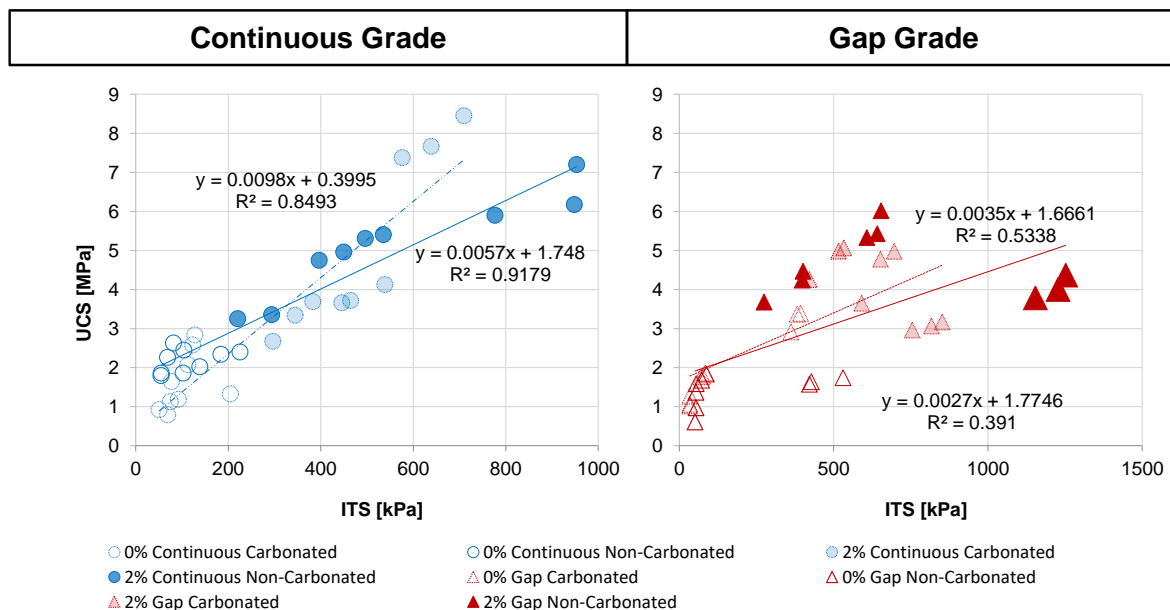 Continuous Grade
Gap Grade
9
8
7
6
5
4
3
2
1
0
UCS [MPa]
y = 0.0098x + 0.3995
R² = 0.8493
y = 0.0057x + 1.748
R² = 0.9179
0 200 400 600 800 1000
ITS [kPa]
9
8
7
6
5
4
3
2
1
0
y = 0.0035x + 1.6661
R² = 0.5338
y = 0.0027x + 1.7746
R² = 0.391
0 500 1000 1500
ITS [kPa]
0% Continuous Carbonated
0% Continuous Non-Carbonated
2% Continuous Carbonated
2% Continuous Non-Carbonated
0% Gap Carbonated
0% Gap Non-Carbonated
2% Gap Carbonated
2% Gap Non-Carbonated